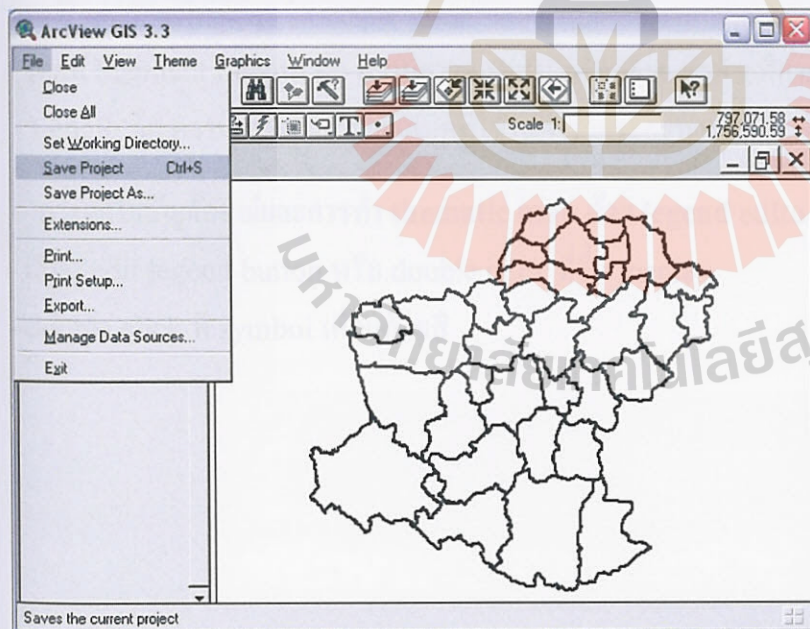 ArcView GIS 3.3
File Edit View Theme Graphics Window Help
Close
Close All
Set Working Directory...
Save Project Ctrl+S
Save Project As...
Extensions...
Print...
Print Setup...
Export...
Manage Data Sources...
Exit
Scale 1:
797,071.58
1,756,590.59
Saves the current project